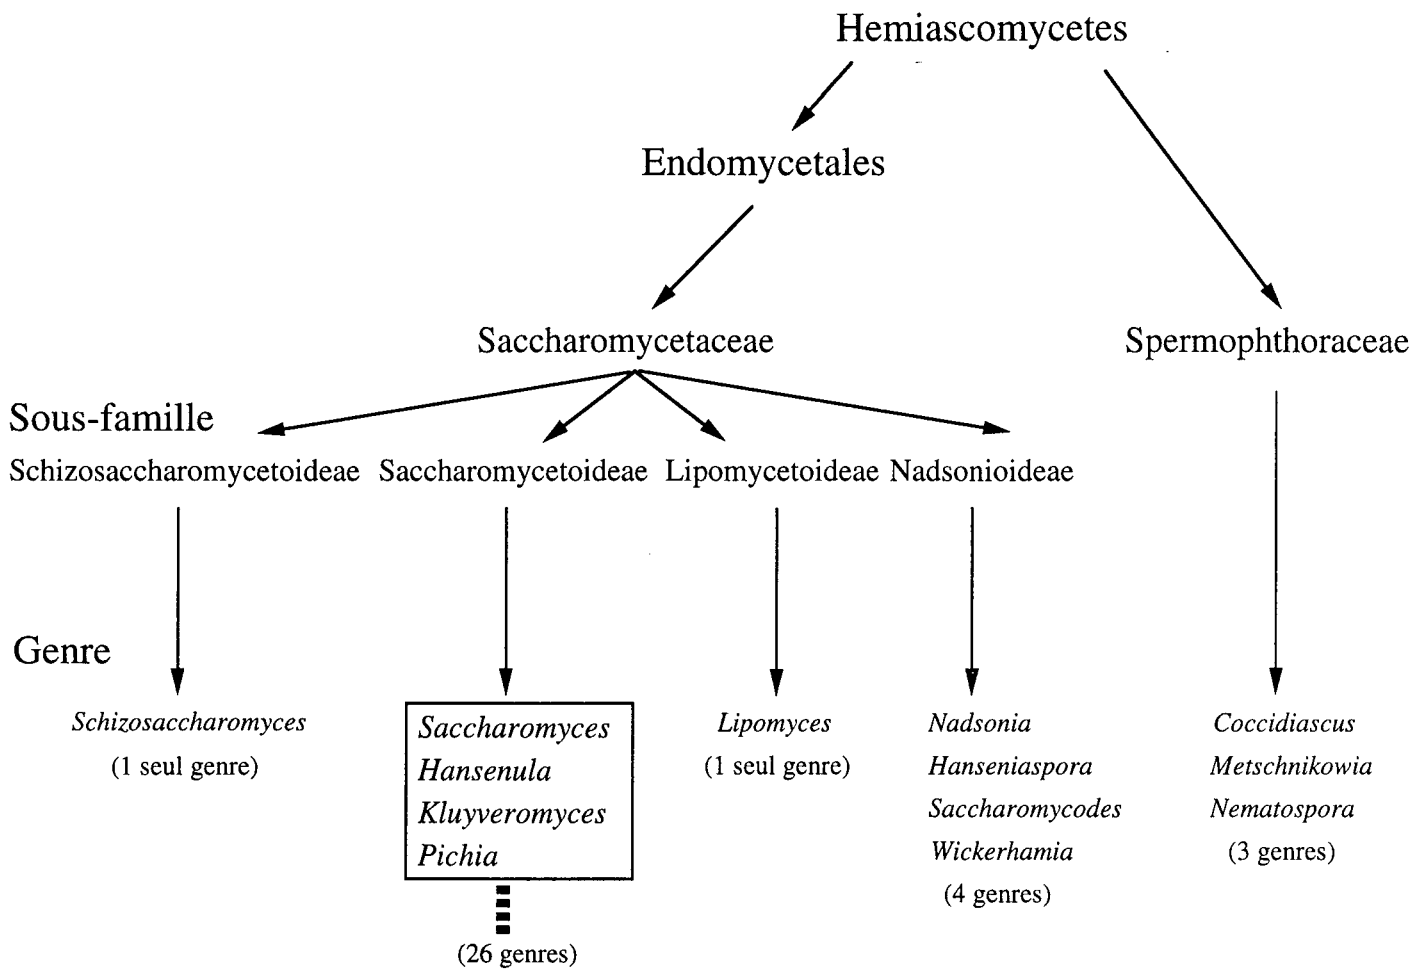 Hemiascomycetes
Endomycetales
Saccharomycetaceae
Spermophthoraceae
Sous-famille
Schizosaccharomycetoideae
Saccharomycetoideae
Lipomycetoideae
Nadsonioideae
Genre
Schizosaccharomyces
(1 seul genre)
Saccharomyces
Hansenula
Kluyveromyces
Pichia
(26 genres)
Lipomyces
(1 seul genre)
Nadsonia
Hanseniaspora
Saccharomycodes
Wickerhamia
(4 genres)
Coccidiascus
Metschnikowia
Nematospora
(3 genres)